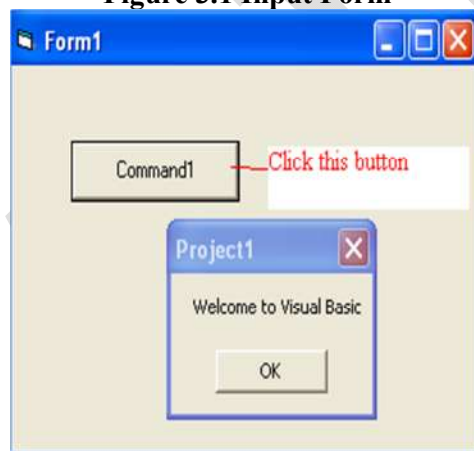 Figure 3.1 Input Form
Form1
Command1
Click this button
Project1
Welcome to Visual Basic
OK